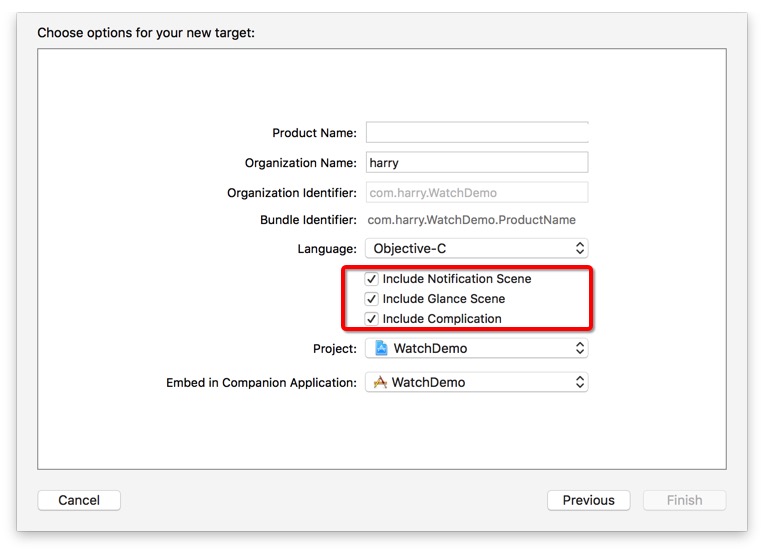 Choose options for your new target:
Product Name:
Organization Name: harry
Organization Identifier: com.harry.WatchDemo
Bundle Identifier: com.harry.WatchDemo.ProductName
Language: Objective-C
Include Notification Scene
Include Glance Scene
Include Complication
Project: WatchDemo
Embed in Companion Application: WatchDemo
Cancel Previous Finish